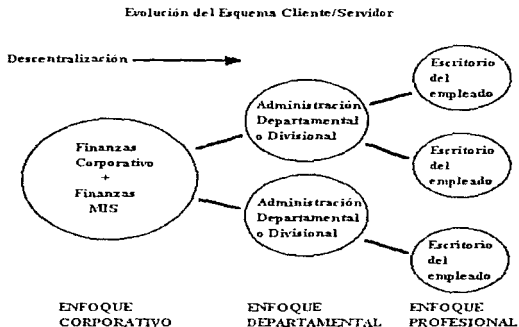 Evolución del Esquema Cliente/Servidor
Descentralización
Finanzas
Corporativo
+
Finanzas
MIS
Administración
Departamental
o Divisional
Administración
Departamental
o Divisional
Escritorio
del
empleado
Escritorio
del
empleado
Escritorio
del
empleado
ENFOQUE
CORPORATIVO
ENFOQUE
DEPARTAMENTAL
ENFOQUE
PROFESIONAL